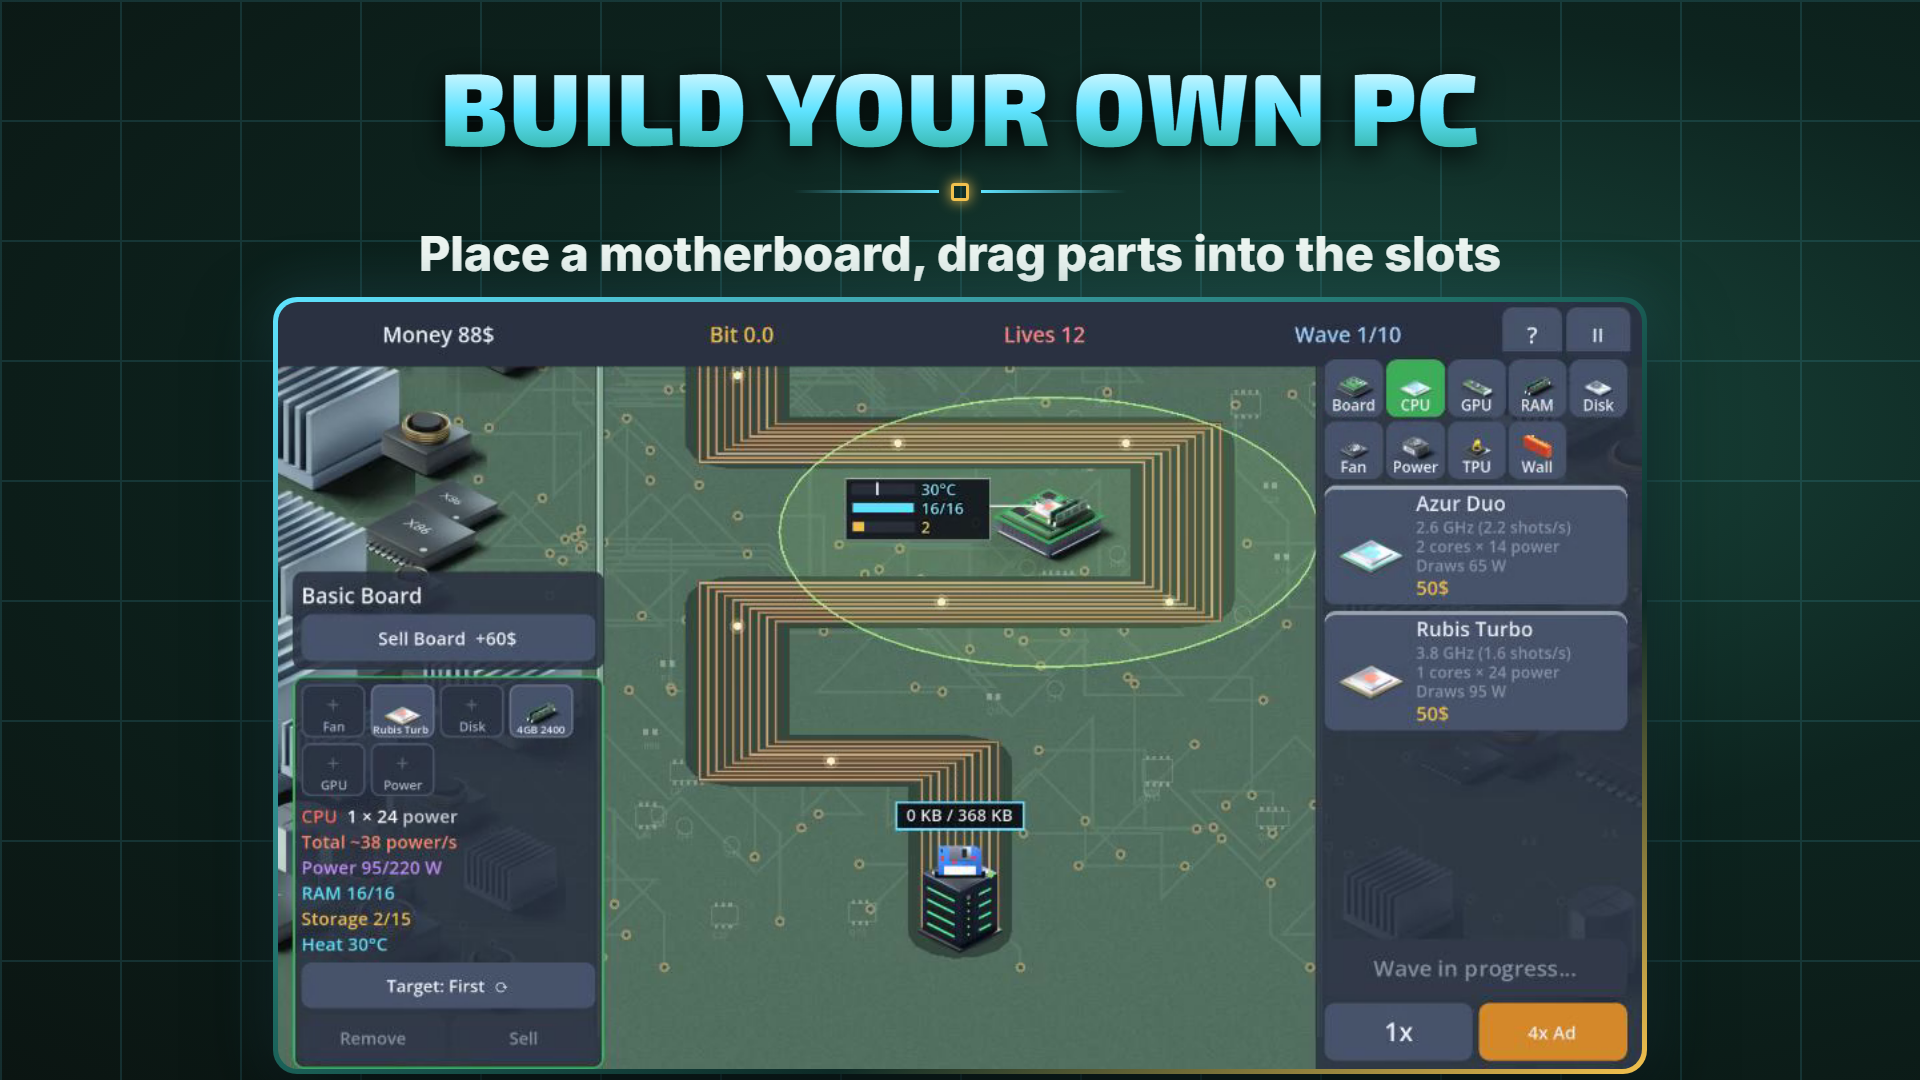 BUILD YOUR OWN PC
Place a motherboard, drag parts into the slots
Money 88$
Bit 0.0
Lives 12
Wave 1/10
?
II
Board
CPU
GPU
RAM
Disk
Fan
Power
TPU
Wall
X86
X86
30°C
16/16
2
Azur Duo
2.6 GHz (2.2 shots/s)
2 cores × 14 power
Draws 65 W
50$
Rubis Turbo
3.8 GHz (1.6 shots/s)
1 cores × 24 power
Draws 95 W
50$
Basic Board
Sell Board +60$
+
Fan
Rubis Turb
+
Disk
4GB 2400
+
GPU
+
Power
CPU 1 × 24 power
Total ~38 power/s
Power 95/220 W
RAM 16/16
Storage 2/15
Heat 30°C
Target: First
Remove
Sell
0 KB / 368 KB
Wave in progress...
1x
4x Ad